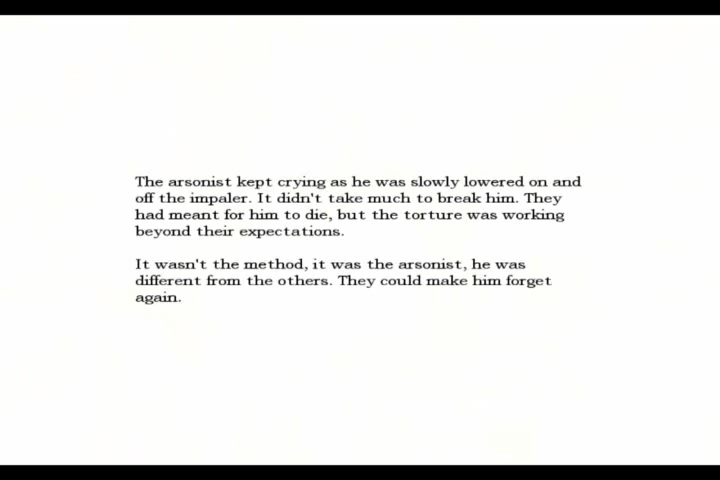 The arsonist kept crying as he was slowly lowered on and
off the impaler. It didn't take much to break him. They
had meant for him to die, but the torture was working
beyond their expectations.
It wasn't the method, it was the arsonist, he was
different from the others. They could make him forget
again.